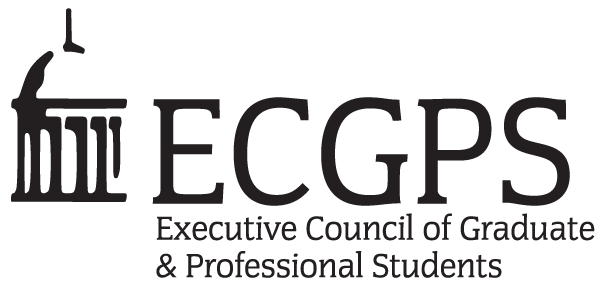 ECGPS
Executive Council of Graduate
& Professional Students